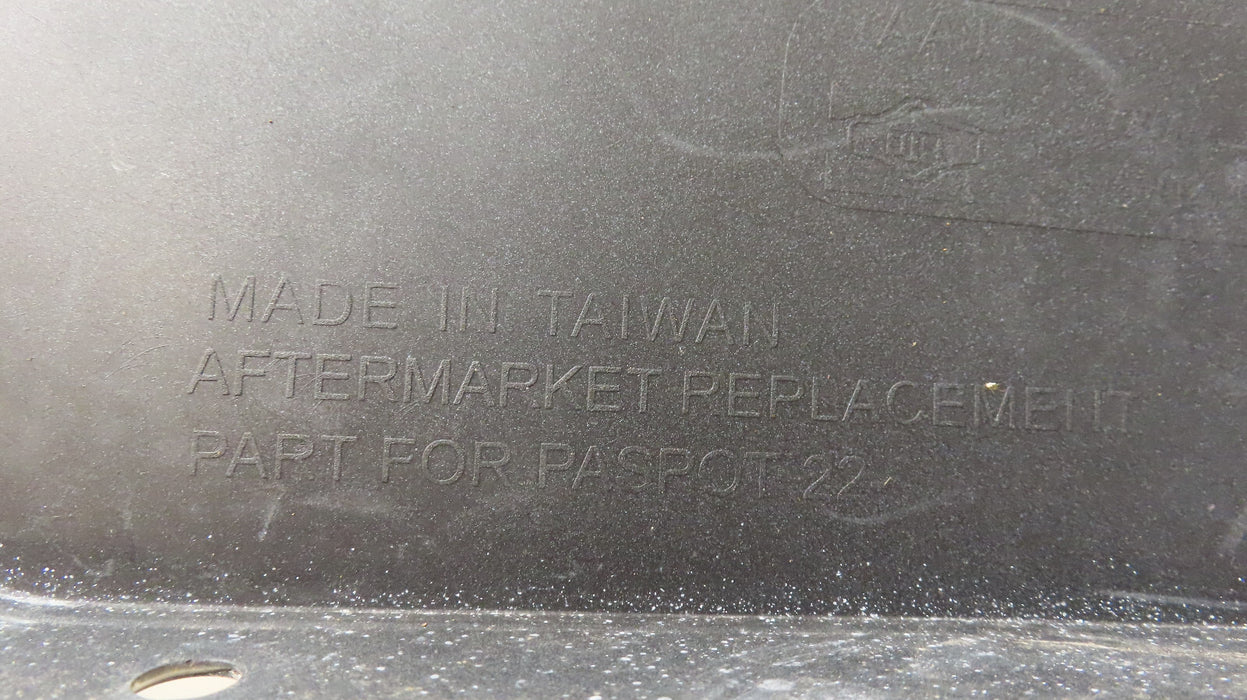 MADE IN TAIWAN
AFTERMARKET REPLACEMENT
PART FOR PASPOT 22